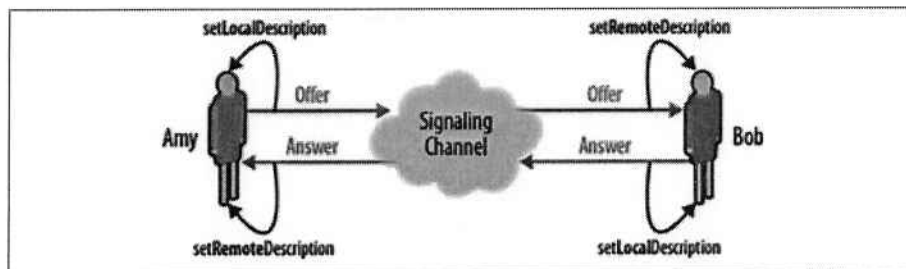 setLocalDescription
setRemoteDescription
Offer
Offer
Signaling
Channel
Amy
Bob
Answer
Answer
setRemoteDescription
setLocalDescription